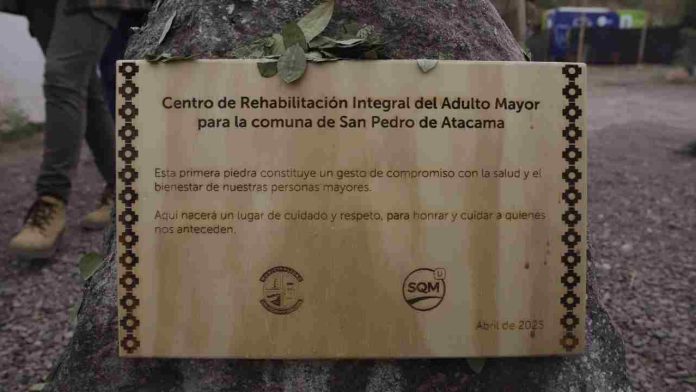 Centro de Rehabilitación Integral del Adulto Mayor
para la comuna de San Pedro de Atacama
Esta primera piedra constituye un gesto de compromiso con la salud y el
bienestar de nuestras personas mayores.
Aquí nacerá un lugar de cuidado y respeto, para honrar y cuidar a quienes
nos anteceden.
SQM
Abril de 2025